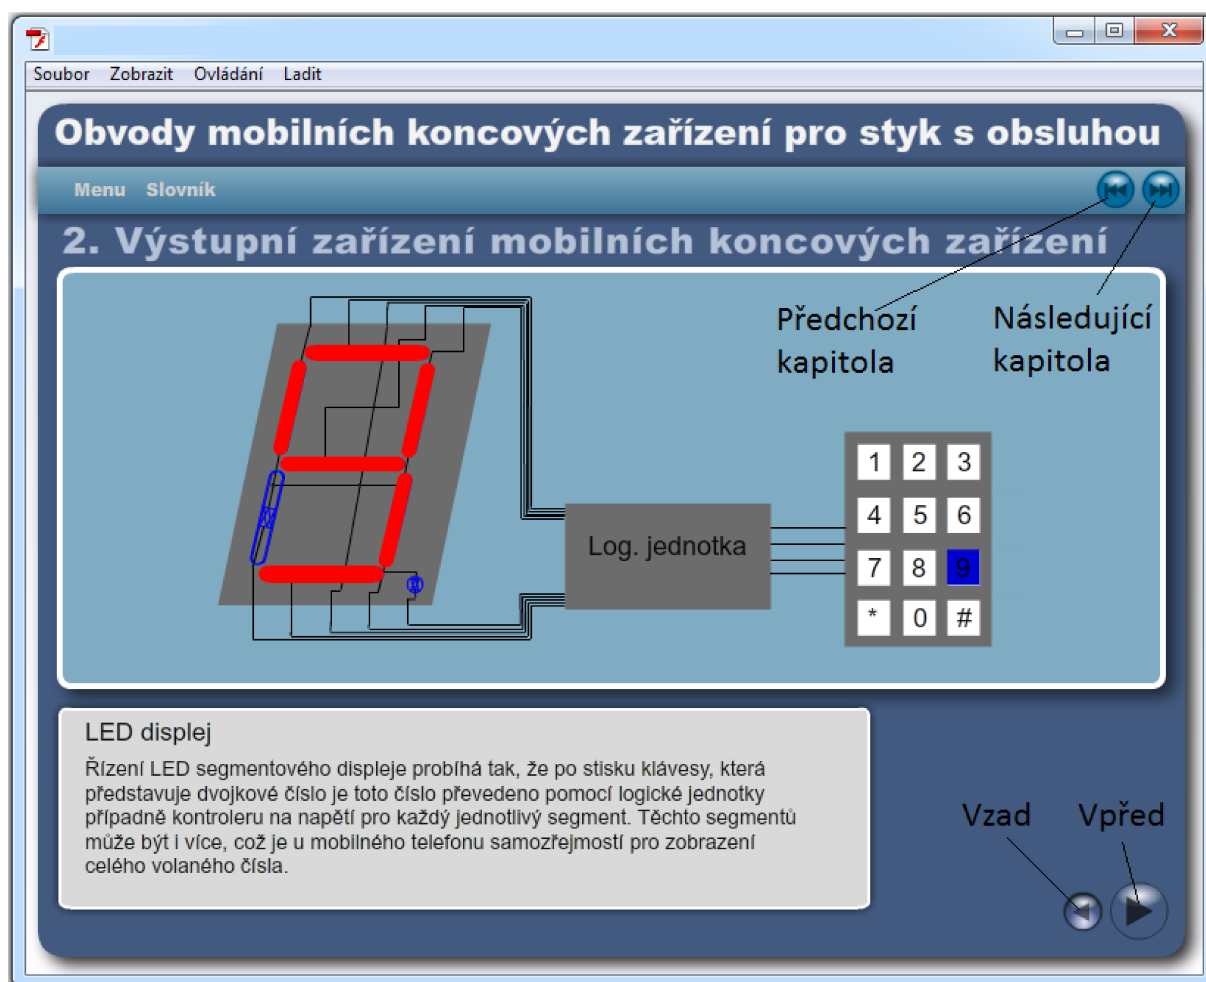 Soubor Zobrazit Ovládání Ladit
Obvody mobilních koncových zařízení pro styk s obsluhou
Menu Slovník
2. Výstupní zařízení mobilních koncových zařízení
Předchozí
kapitola
Následující
kapitola
1 2 3
4 5 6
7 8 9
* 0 #
Log. jednotka
LED displej
Řízení LED segmentového displeje probíhá tak, že po stisku klávesy, která
představuje dvojkové číslo je toto číslo převedeno pomocí logické jednotky
případně kontroleru na napětí pro každý jednotlivý segment. Těchto segmentů
může být i více, což je u mobilného telefonu samozřejmostí pro zobrazení
celého volaného čísla.
Vzad Vpřed